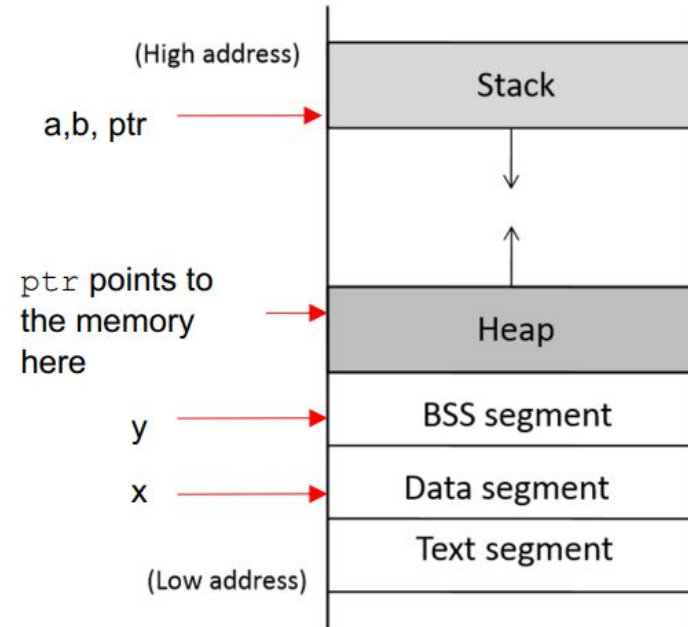 (High address)
Stack
a,b, ptr
ptr points to
the memory
here
Heap
y
BSS segment
x
Data segment
Text segment
(Low address)